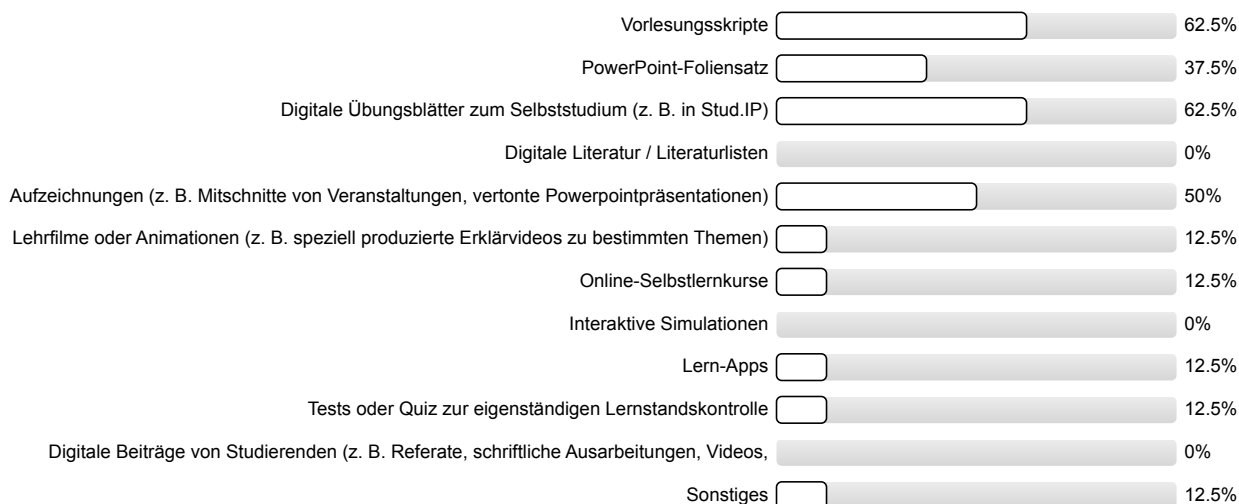 Vorlesungsskripte 62.5%
PowerPoint-Foliensatz 37.5%
Digitale Übungsblätter zum Selbststudium (z. B. in Stud.IP) 62.5%
Digitale Literatur / Literaturlisten 0%
Aufzeichnungen (z. B. Mitschnitte von Veranstaltungen, vertonte Powerpointpräsentationen) 50%
Lehrfilme oder Animationen (z. B. speziell produzierte Erklärvideos zu bestimmten Themen) 12.5%
Online-Selbstlernkurse 12.5%
Interaktive Simulationen 0%
Lern-Apps 12.5%
Tests oder Quiz zur eigenständigen Lernstandskontrolle 12.5%
Digitale Beiträge von Studierenden (z. B. Referate, schriftliche Ausarbeitungen, Videos, 0%
Sonstiges 12.5%